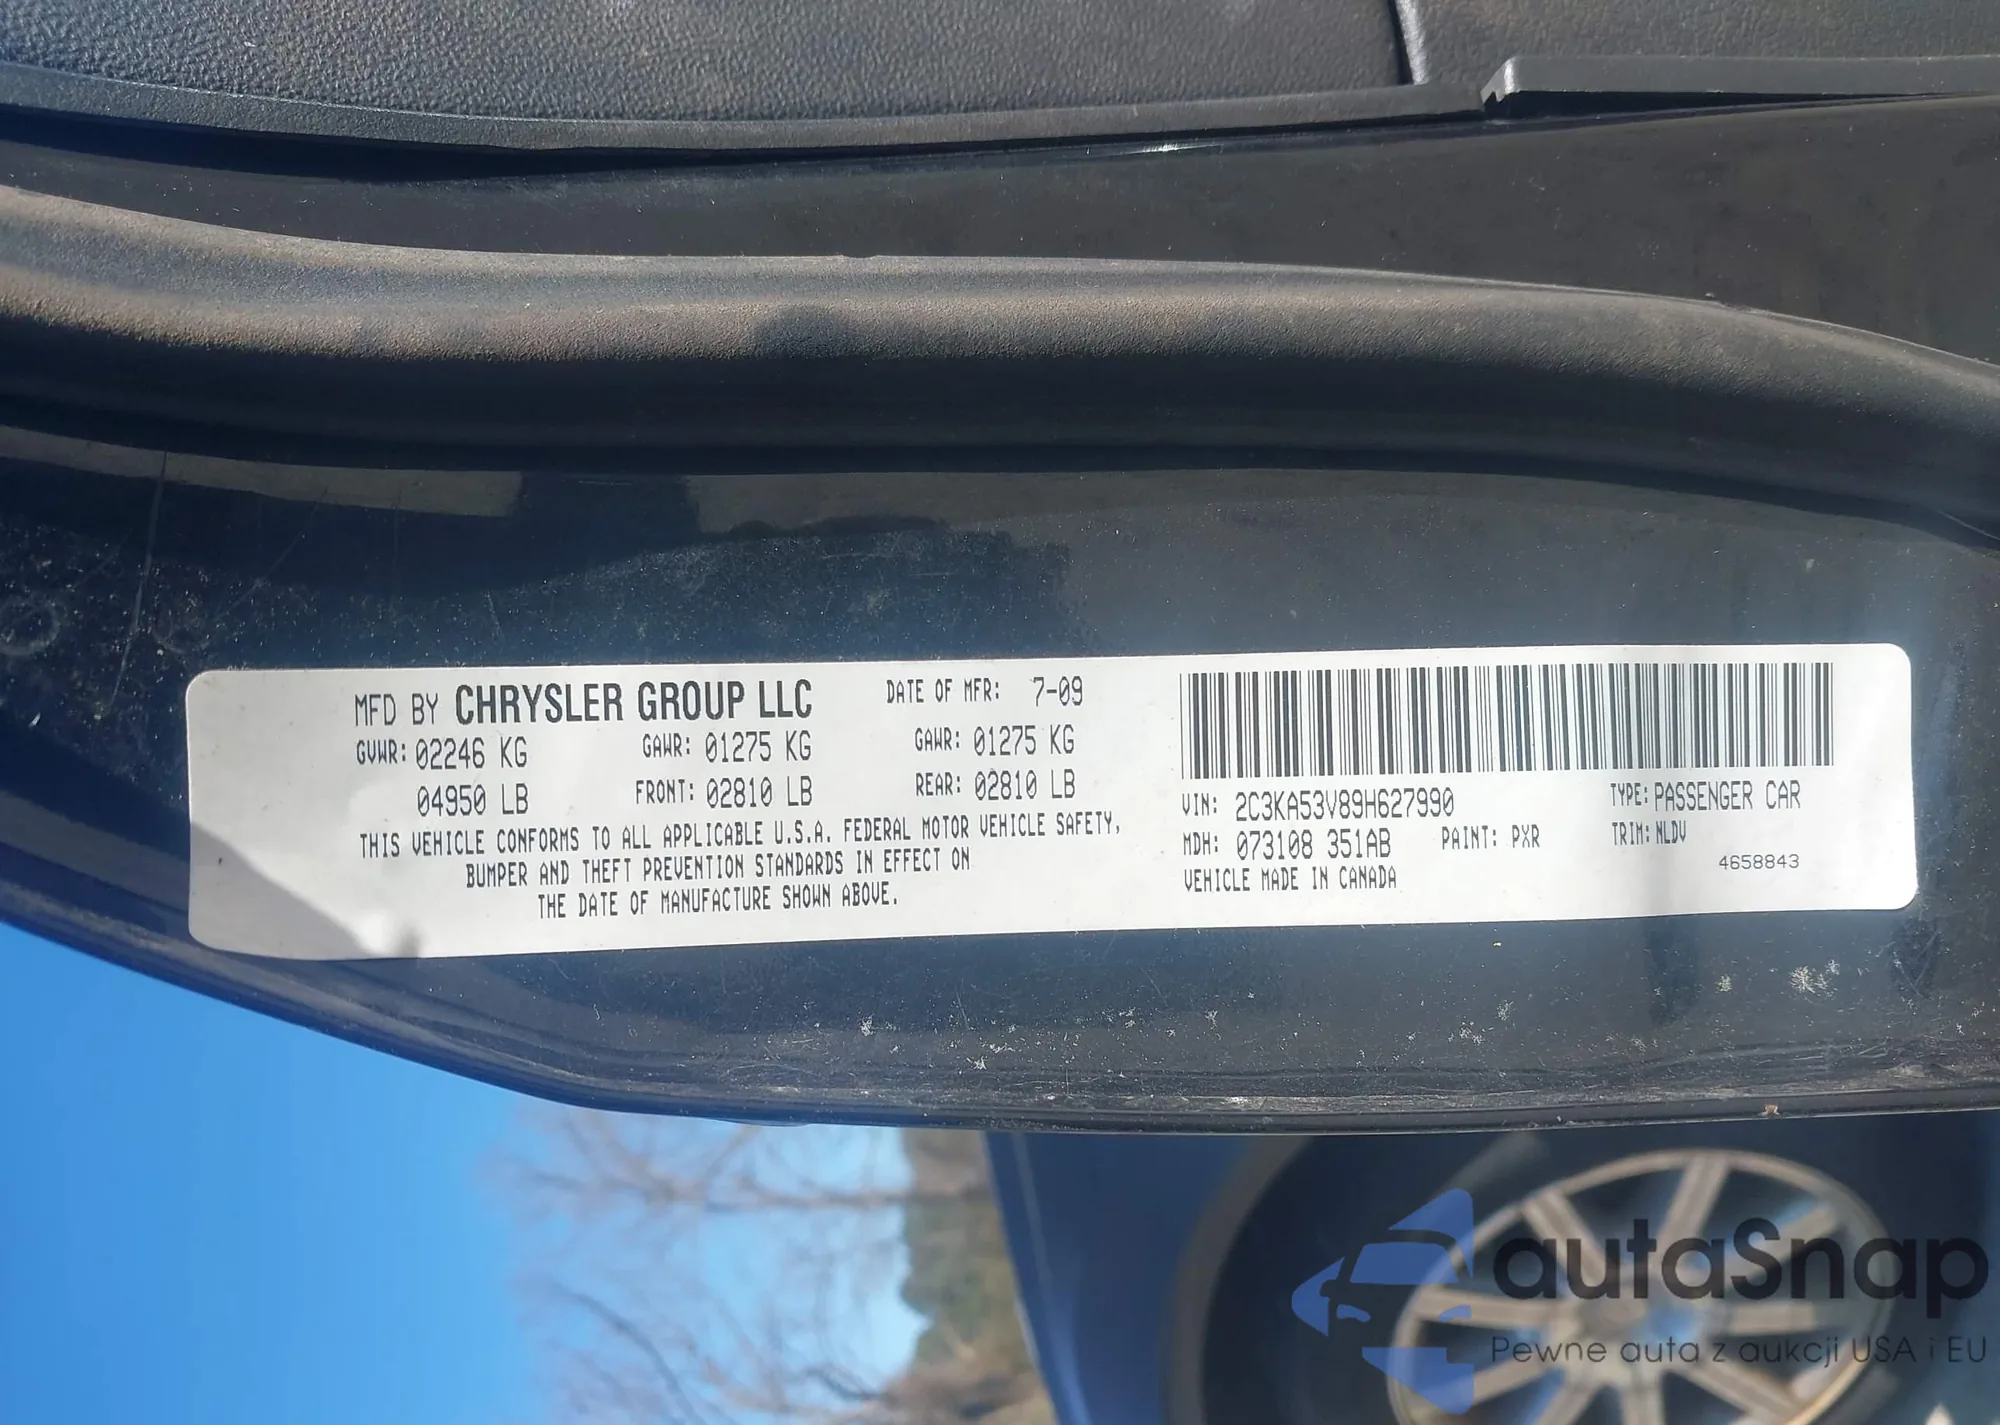 MFD BY CHRYSLER GROUP LLC DATE OF MFR: 7-09
GVWR: 02246 KG GAWR: 01275 KG GAWR: 01275 KG
04950 LB FRONT: 02810 LB REAR: 02810 LB
THIS VEHICLE CONFORMS TO ALL APPLICABLE U.S.A. FEDERAL MOTOR VEHICLE SAFETY,
BUMPER AND THEFT PREVENTION STANDARDS IN EFFECT ON
THE DATE OF MANUFACTURE SHOWN ABOVE.
VIN: 2C3KA53V89H627990 TYPE: PASSENGER CAR
MDH: 073108 351AB PAINT: PXR TRIM: NLDV
VEHICLE MADE IN CANADA 4658843
autaSnap
Pewne auta z aukcji USA i EU